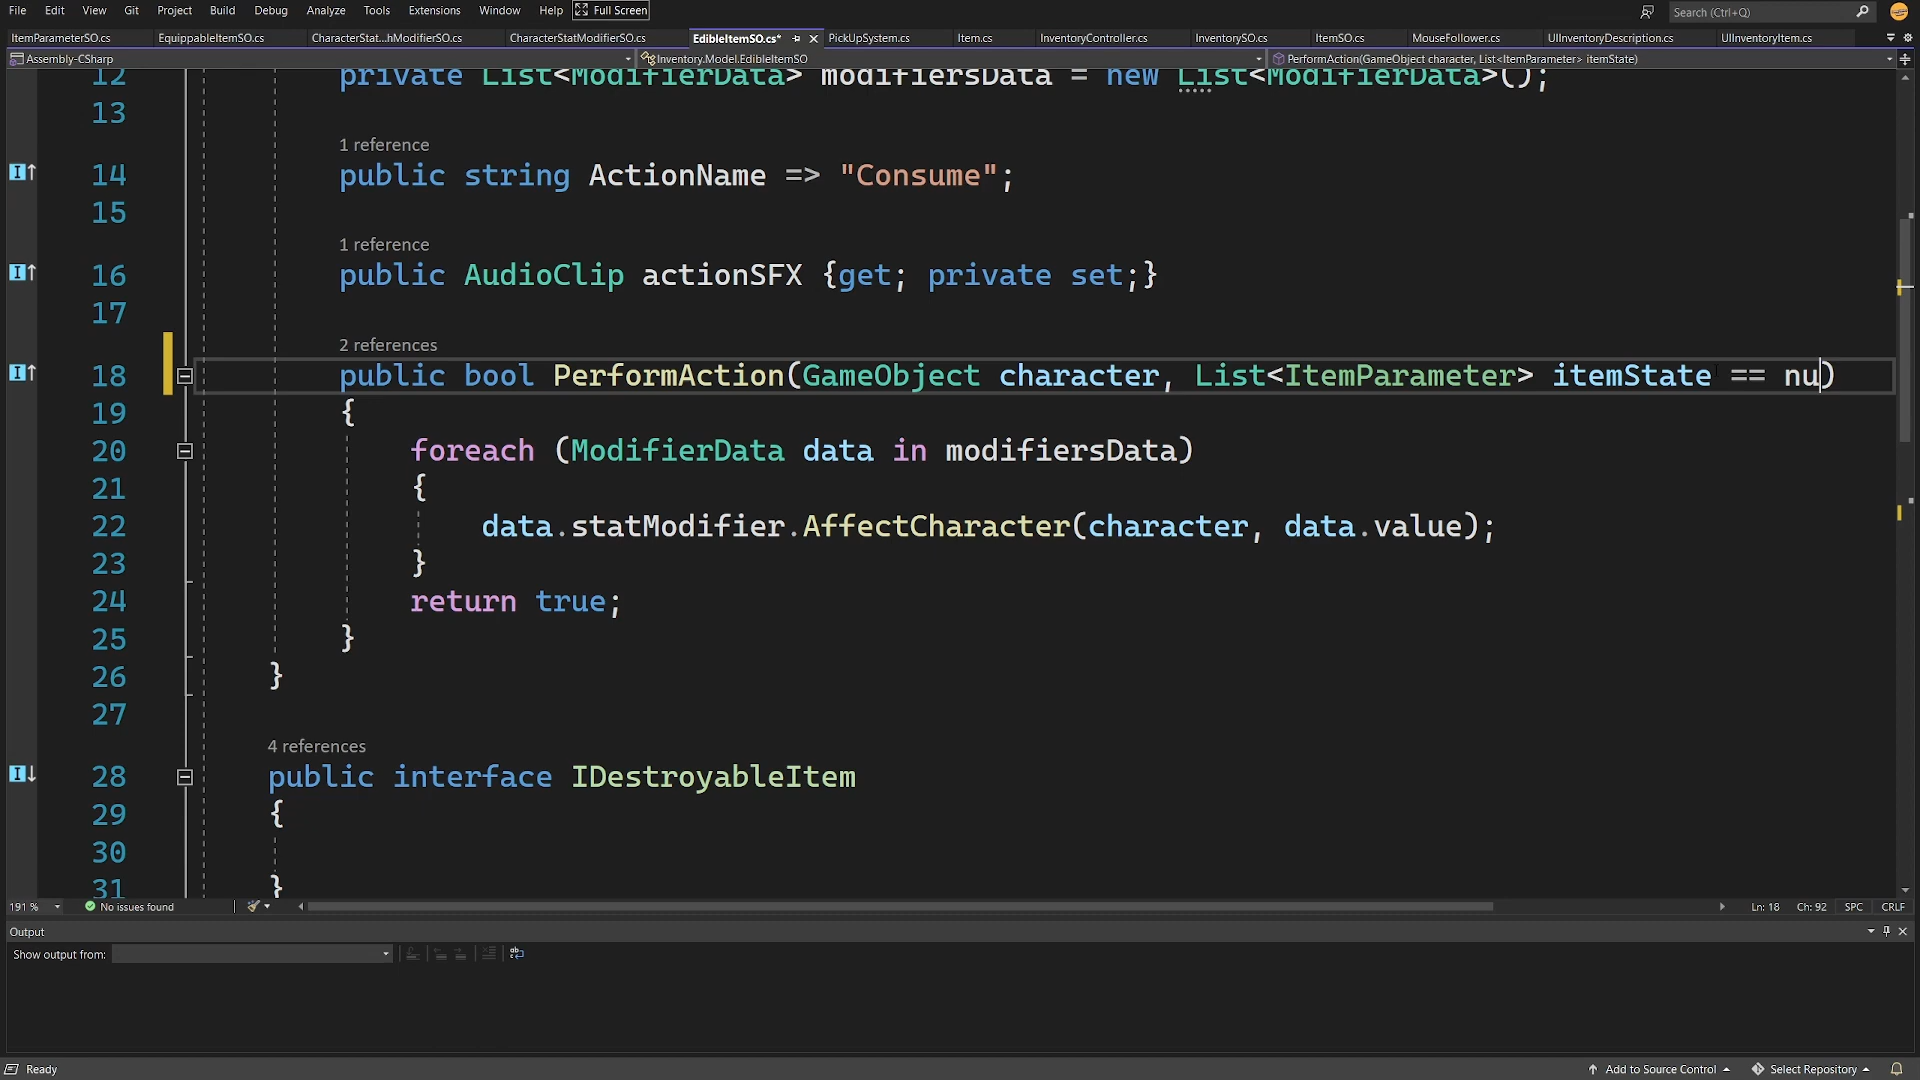 File Edit View Git Project Build Debug Analyze Tools Extensions Window Help Full Screen Search (Ctrl+Q)
ItemParameterSO.cs EquippableItemSO.cs CharacterStat...hModifierSO.cs CharacterStatModifierSO.cs EdibleItemSO.cs* PickUpSystem.cs Item.cs InventoryController.cs InventorySO.cs ItemSO.cs MouseFollower.cs UIInventoryDescription.cs UIInventoryItem.cs
Assembly-CSharp Inventory.Model.EdibleItemSO PerformAction(GameObject character, List<ItemParameter> itemState)
12 private List<ModifierData> modifiersData = new List<ModifierData>();
13
1 reference
14 public string ActionName => "Consume";
15
1 reference
16 public AudioClip actionSFX {get; private set;}
17
2 references
18 public bool PerformAction(GameObject character, List<ItemParameter> itemState == nu)
19 {
20 foreach (ModifierData data in modifiersData)
21 {
22 data.statModifier.AffectCharacter(character, data.value);
23 }
24 return true;
25 }
26 }
27
4 references
28 public interface IDestroyableItem
29 {
30
31 }
191 % No issues found Ln: 18 Ch: 92 SPC CRLF
Output
Show output from:
Ready Add to Source Control Select Repository